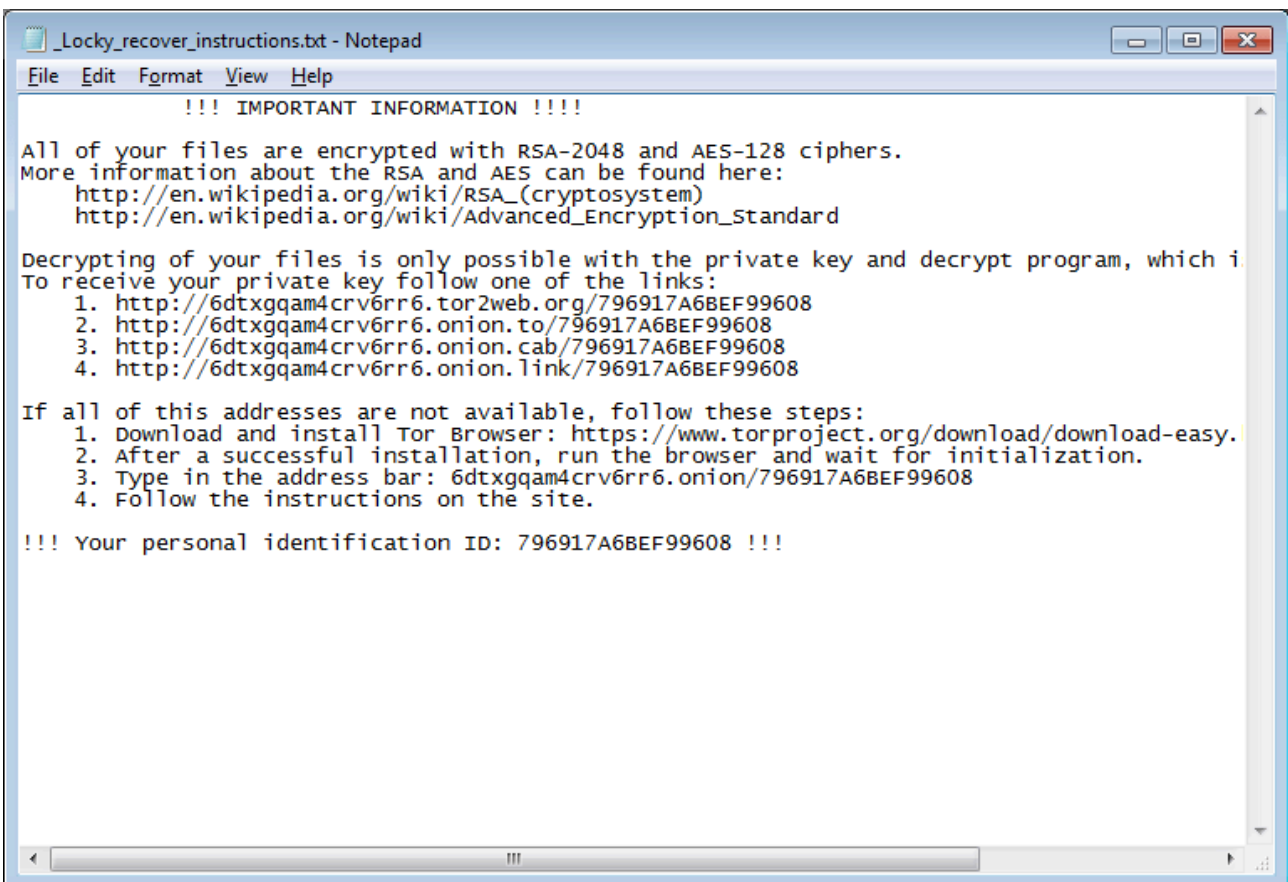 _Locky_recover_instructions.txt - Notepad
File Edit Format View Help
!!! IMPORTANT INFORMATION !!!!
All of your files are encrypted with RSA-2048 and AES-128 ciphers.
More information about the RSA and AES can be found here:
http://en.wikipedia.org/wiki/RSA_(cryptosystem)
http://en.wikipedia.org/wiki/Advanced_Encryption_Standard
Decrypting of your files is only possible with the private key and decrypt program, which i
To receive your private key follow one of the links:
1. http://6dtxgqam4crv6rr6.tor2web.org/796917A6BEF99608
2. http://6dtxgqam4crv6rr6.onion.to/796917A6BEF99608
3. http://6dtxgqam4crv6rr6.onion.cab/796917A6BEF99608
4. http://6dtxgqam4crv6rr6.onion.link/796917A6BEF99608
If all of this addresses are not available, follow these steps:
1. Download and install Tor Browser: https://www.torproject.org/download/download-easy.
2. After a successful installation, run the browser and wait for initialization.
3. Type in the address bar: 6dtxgqam4crv6rr6.onion/796917A6BEF99608
4. Follow the instructions on the site.
!!! Your personal identification ID: 796917A6BEF99608 !!!